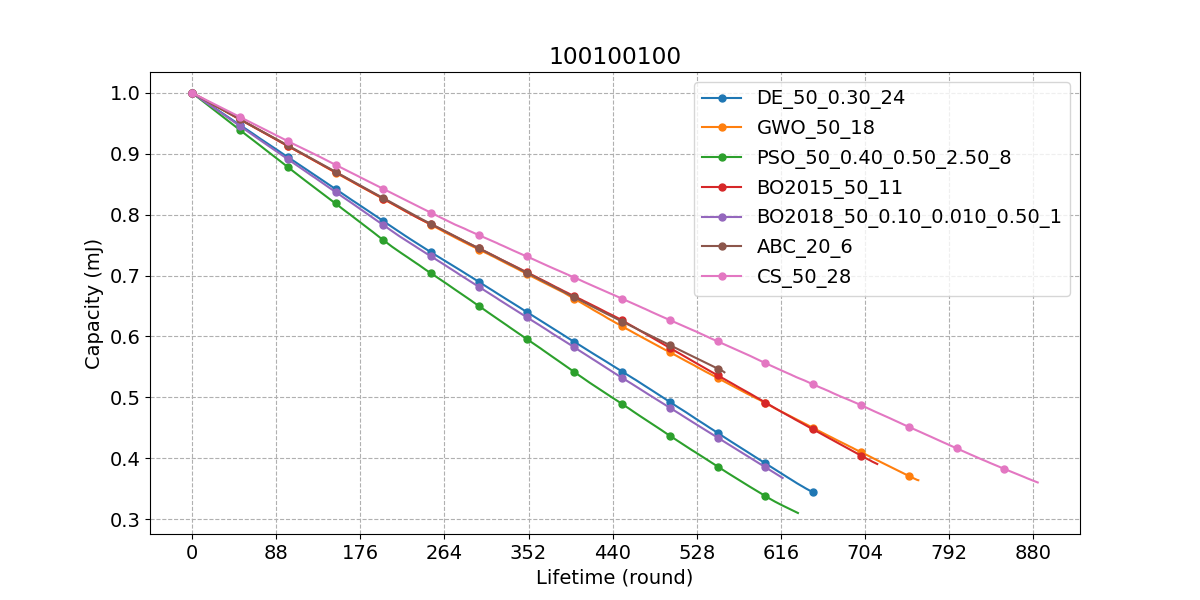 100100100
Capacity (mJ)
1.0
0.9
0.8
0.7
0.6
0.5
0.4
0.3
DE_50_0.30_24
GWO_50_18
PSO_50_0.40_0.50_2.50_8
BO2015_50_11
BO2018_50_0.10_0.010_0.50_1
ABC_20_6
CS_50_28
0 88 176 264 352 440 528 616 704 792 880
Lifetime (round)